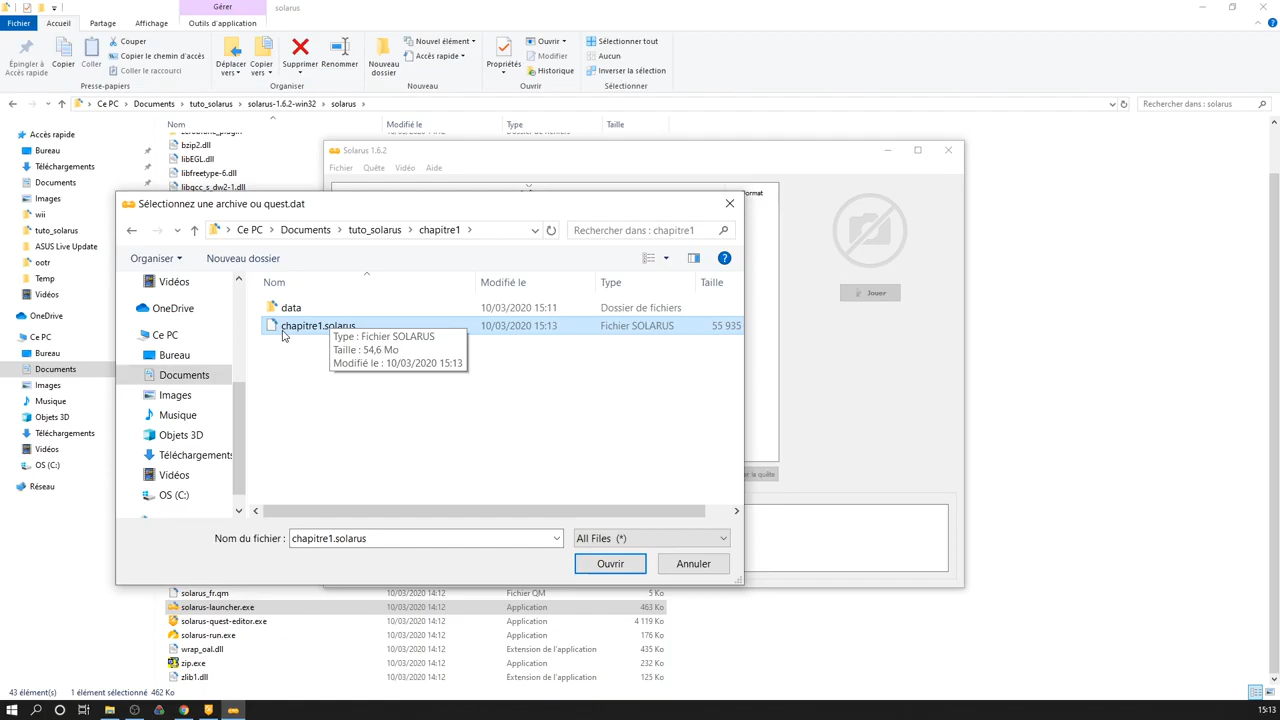 Gérer
solarus
Fichier
Accueil
Partage
Affichage
Outils d'application
Épingler à Accès rapide
Copier
Coller
Couper
Copier le chemin d'accès
Coller le raccourci
Déplacer vers
Copier vers
Supprimer
Renommer
Nouveau dossier
Nouvel élément
Accès rapide
Propriétés
Ouvrir
Modifier
Historique
Sélectionner tout
Aucun
Inverser la sélection
Presse-papiers
Organiser
Nouveau
Ouvrir
Sélectionner
Ce PC > Documents > tuto_solarus > solarus-1.6.2-win32 > solarus >
Rechercher dans : solarus
Nom
Modifié le
Type
Taille
Accès rapide
Bureau
Téléchargements
Documents
Images
wii
tuto_solarus
ASUS Live Update
ootr
Temp
Vidéos
OneDrive
Ce PC
Bureau
Documents
Images
Musique
Objets 3D
Téléchargements
Vidéos
OS (C:)
Réseau
bzip2.dll
libEGL.dll
libfreetype-6.dll
libgcc_s_dw2-1.dll
Solarus 1.6.2
Fichier
Quête
Vidéo
Aide
ormat
Jouer
er la quête
Sélectionnez une archive ou quest.dat
Ce PC > Documents > tuto_solarus > chapitre1 >
Rechercher dans : chapitre1
Organiser
Nouveau dossier
Vidéos
OneDrive
Ce PC
Bureau
Documents
Images
Musique
Objets 3D
Téléchargements
Vidéos
OS (C:)
Nom
Modifié le
Type
Taille
data 10/03/2020 15:11 Dossier de fichiers
chapitre1.solarus 10/03/2020 15:13 Fichier SOLARUS 55 935
Type : Fichier SOLARUS
Taille : 54,6 Mo
Modifié le : 10/03/2020 15:13
Nom du fichier : chapitre1.solarus
All Files (*)
Ouvrir
Annuler
solarus_fr.qm 10/03/2020 14:12 Fichier QM 5 Ko
solarus-launcher.exe 10/03/2020 14:12 Application 463 Ko
solarus-quest-editor.exe 10/03/2020 14:12 Application 4 119 Ko
solarus-run.exe 10/03/2020 14:12 Application 176 Ko
wrap_oal.dll 10/03/2020 14:12 Extension de l'application 435 Ko
zip.exe 10/03/2020 14:12 Application 232 Ko
zlib1.dll 10/03/2020 14:12 Extension de l'application 125 Ko
43 élément(s)
1 élément sélectionné 462 Ko
15:13